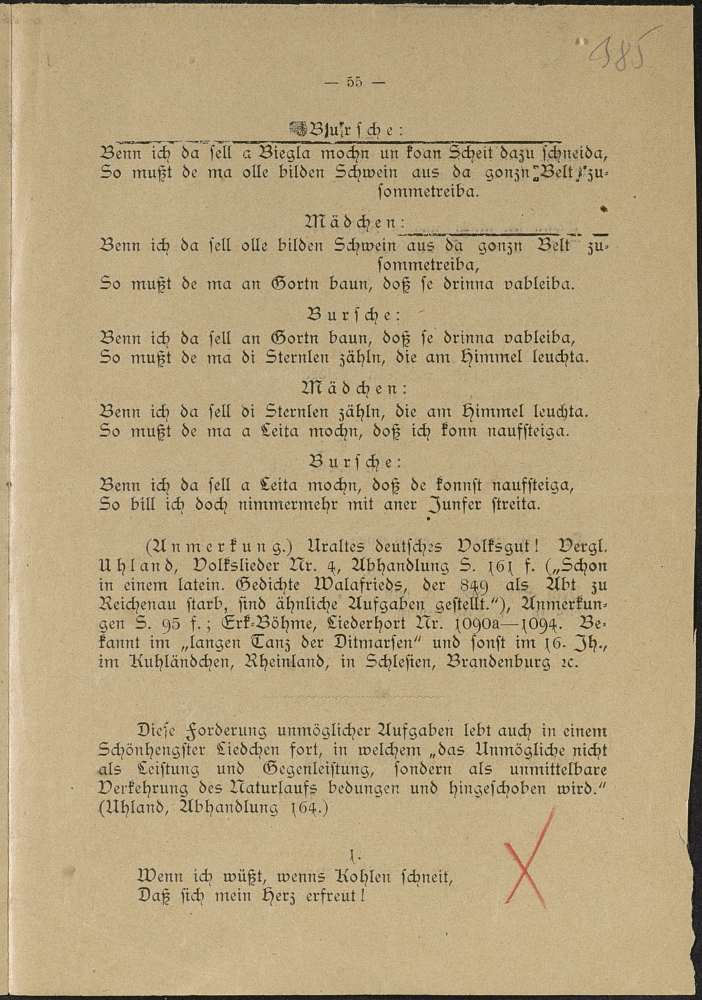 385
— 55 —
Bursche:
Benn ich da sell a Biegla mochn un koan Scheit dazu schneida,
So mußt de ma olle bilden Schwein aus da gonzn Belt zu-
sommetreiba.
Mädchen:
Benn ich da sell olle bilden Schwein aus da gonzn Belt zu-
sommetreiba,
So mußt de ma an Gortn baun, doß se drinna vableiba.
Bursche:
Benn ich da sell an Gortn baun, doß se drinna vableiba,
So mußt de ma di Sternlen zähln, die am Himmel leuchta.
Mädchen:
Benn ich da sell di Sternlen zähln, die am Himmel leuchta.
So mußt de ma a Leita mochn, doß ich konn naufsteiga.
Bursche:
Benn ich da sell a Leita mochn, doß de konnst naufsteiga,
So bill ich doch nimmermehr mit aner Junfer streita.
(Anmerkung.) Uraltes deutsches Volksgut! Vergl.
Uhland, Volkslieder Nr. 4, Abhandlung S. 161 f. („Schon
in einem latein. Gedichte Walafrieds, der 849 als Abt zu
Reichenau starb, sind ähnliche Aufgaben gestellt.“), Anmerkun-
gen S. 95 f.; Erk-Böhme, Liederhort Nr. 1090a—1094. Be-
kannt im „langen Tanz der Ditmarsen“ und sonst im 16. Jh.,
im Kuhländchen, Rheinland, in Schlesien, Brandenburg ꝛc.
Diese Forderung unmöglicher Aufgaben lebt auch in einem
Schönhengster Liedchen fort, in welchem „das Unmögliche nicht
als Leistung und Gegenleistung, sondern als unmittelbare
Verkehrung des Naturlaufs bedungen und hingeschoben wird.“
(Uhland, Abhandlung 164.)
1.
Wenn ich wüßt, wenns Kohlen schneit,
Daß sich mein Herz erfreut!